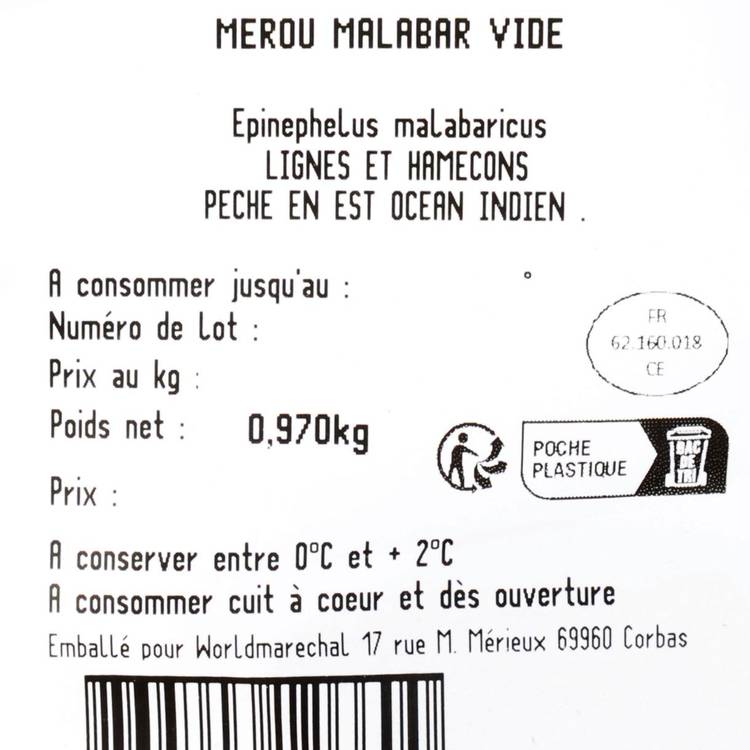 MEROU MALABAR VIDE
Epinephelus malabaricus
LIGNES ET HAMECONS
PECHE EN EST OCEAN INDIEN .
A consommer jusqu'au :
Numéro de Lot :
Prix au kg :
Poids net : 0,970kg
Prix :
FR
62.160.018
CE
POCHE
PLASTIQUE
BAC
DE
TRI
A conserver entre 0°C et + 2°C
A consommer cuit à coeur et dès ouverture
Emballé pour Worldmarechal 17 rue M. Mérieux 69960 Corbas